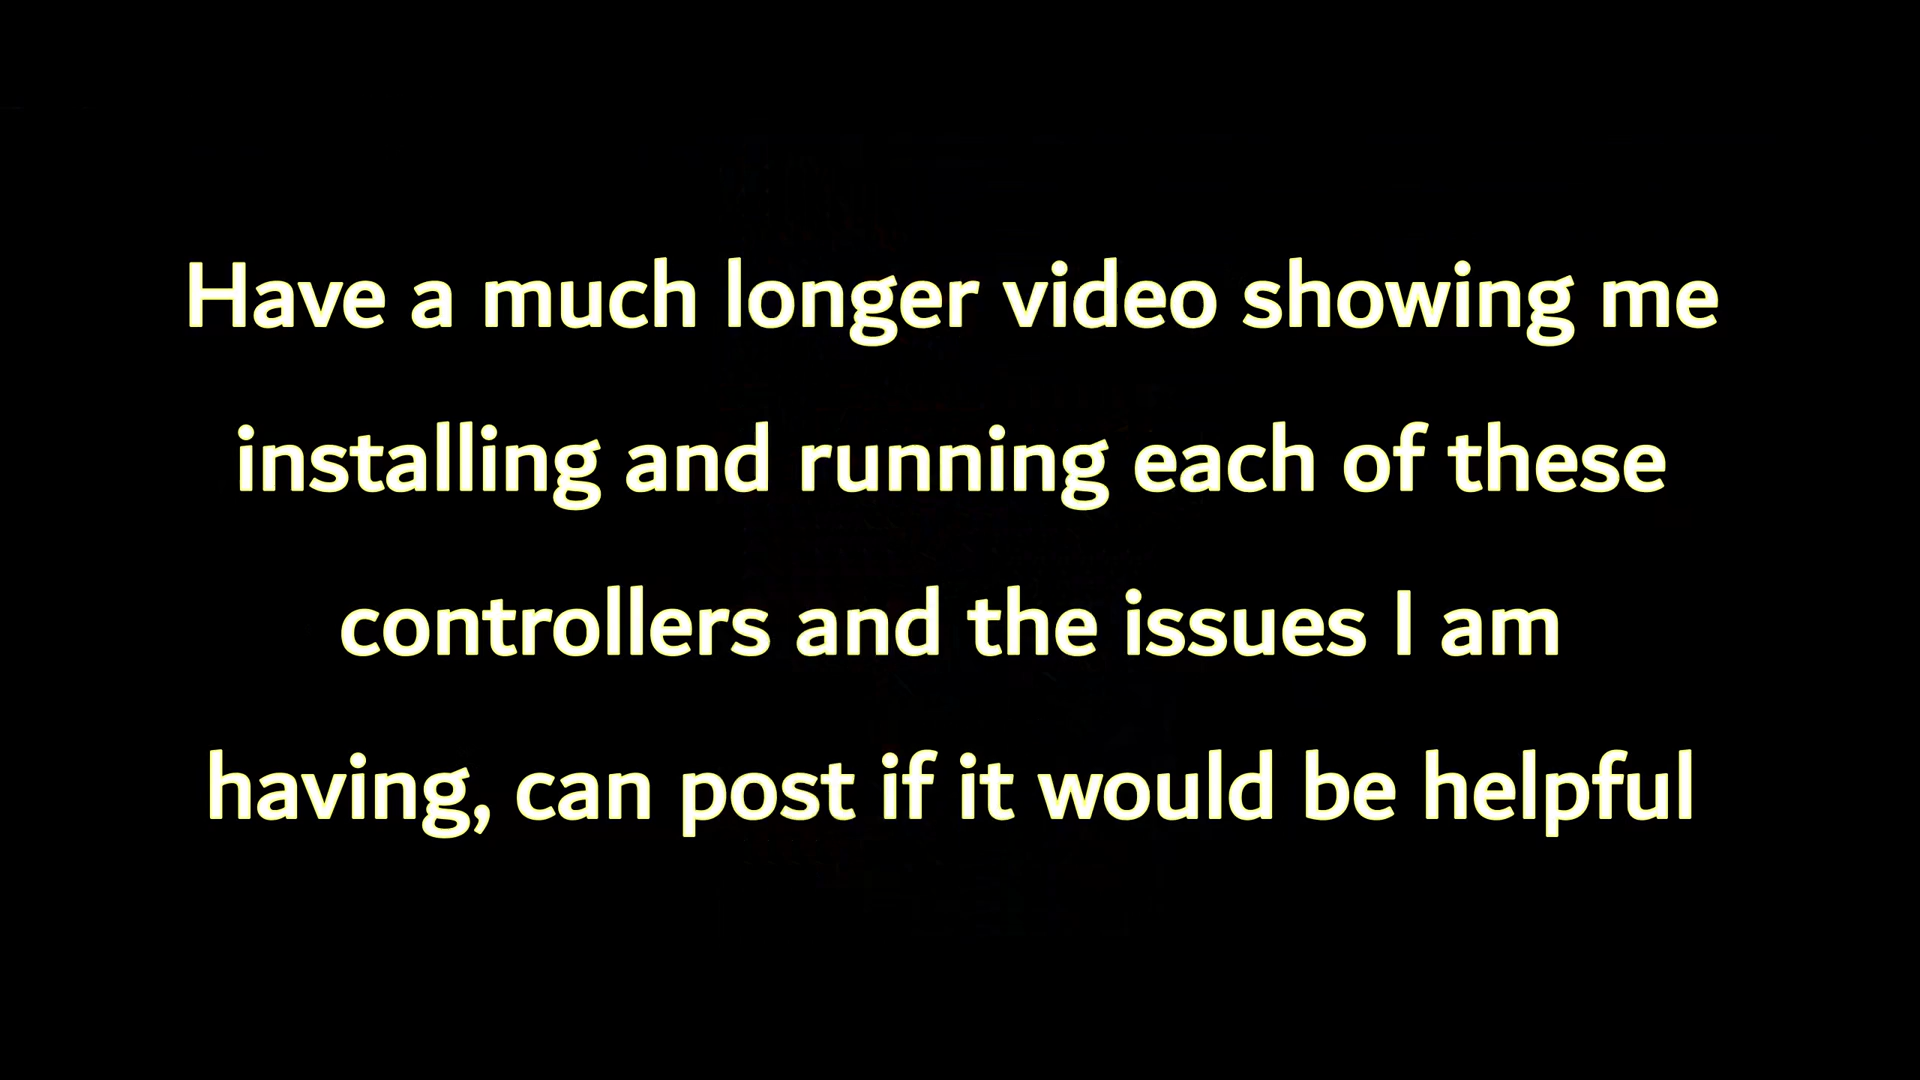 Have a much longer video showing me
installing and running each of these
controllers and the issues I am
having, can post if it would be helpful